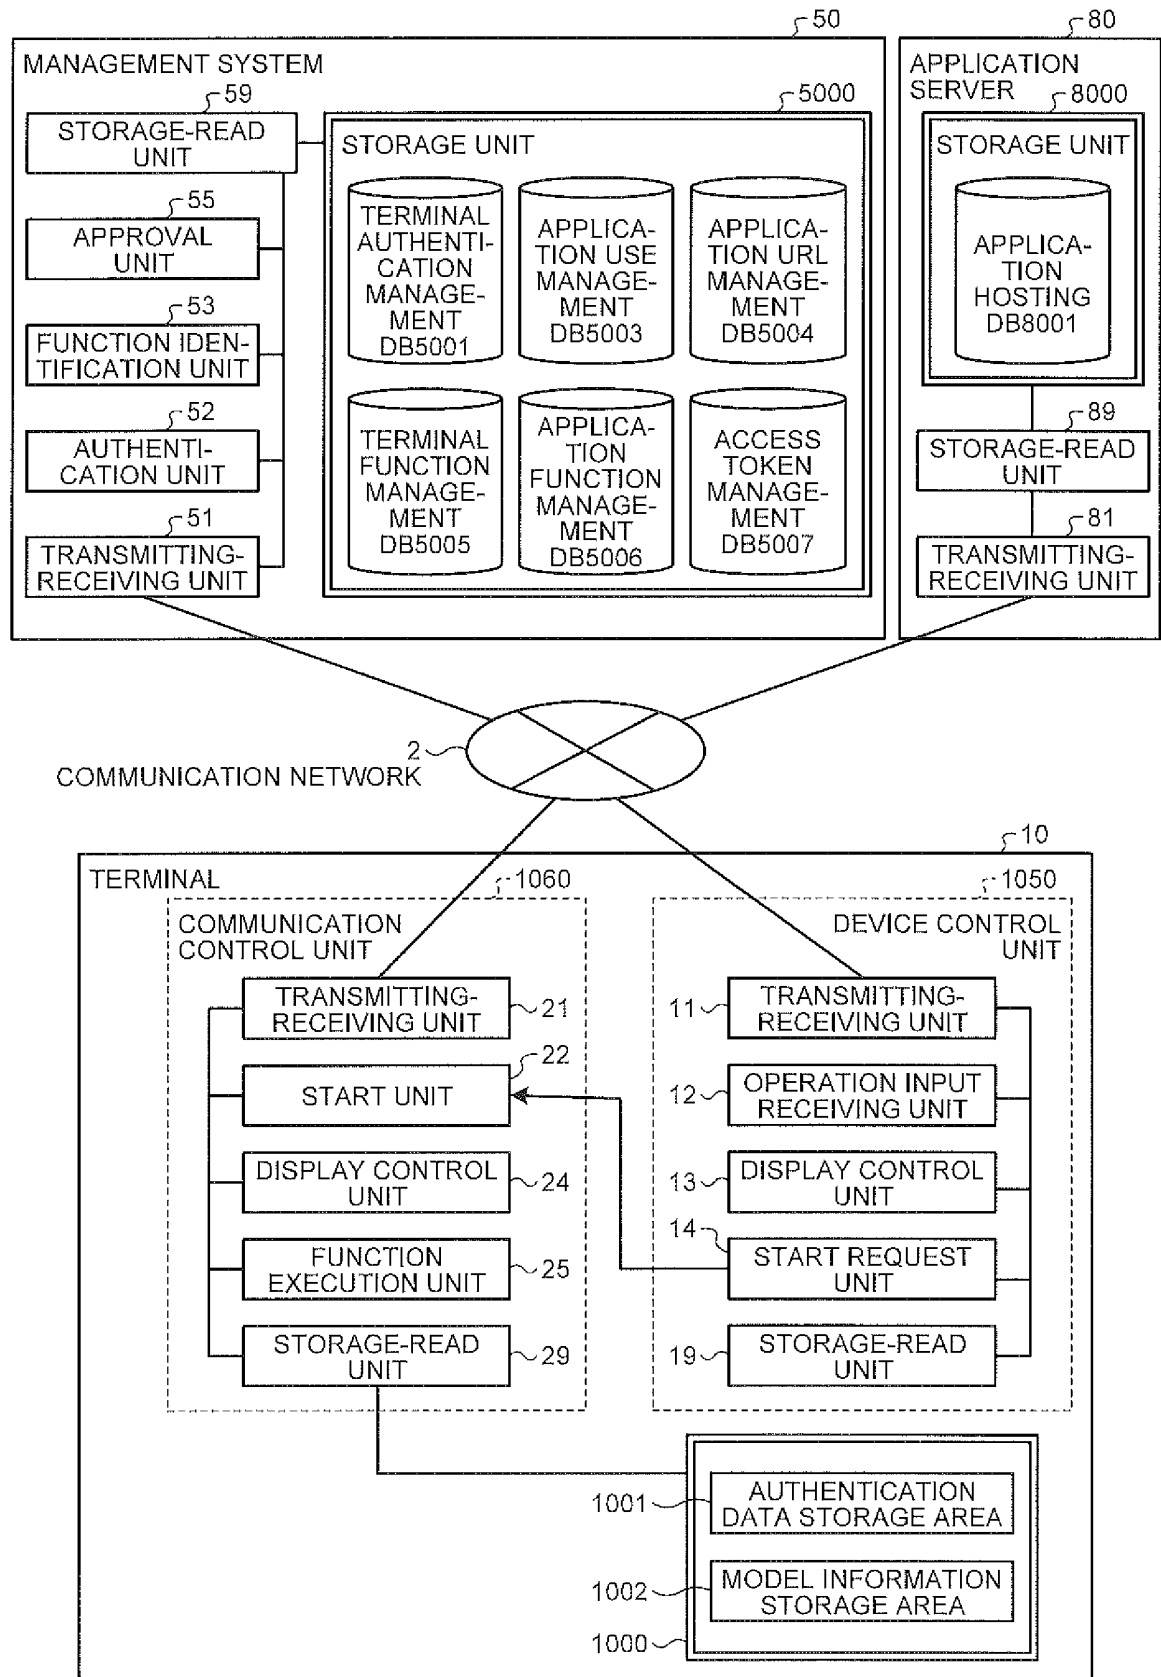 50
MANAGEMENT SYSTEM
59
STORAGE-READ
UNIT
55
APPROVAL
UNIT
53
FUNCTION IDEN-
TIFICATION UNIT
52
AUTHENTI-
CATION UNIT
51
TRANSMITTING-
RECEIVING UNIT
5000
STORAGE UNIT
TERMINAL
AUTHENTI-
CATION
MANAGE-
MENT
DB5001
APPLICA-
TION USE
MANAGE-
MENT
DB5003
APPLICA-
TION URL
MANAGE-
MENT
DB5004
TERMINAL
FUNCTION
MANAGE-
MENT
DB5005
APPLICA-
TION
FUNCTION
MANAGE-
MENT
DB5006
ACCESS
TOKEN
MANAGE-
MENT
DB5007
80
APPLICATION
SERVER
8000
STORAGE UNIT
APPLICA-
TION
HOSTING
DB8001
89
STORAGE-READ
UNIT
81
TRANSMITTING-
RECEIVING UNIT
2
COMMUNICATION NETWORK
10
TERMINAL
1060
COMMUNICATION
CONTROL UNIT
TRANSMITTING-
RECEIVING UNIT
21
22
START UNIT
DISPLAY CONTROL
UNIT
24
FUNCTION
EXECUTION UNIT
25
STORAGE-READ
UNIT
29
1050
DEVICE CONTROL
UNIT
11
TRANSMITTING-
RECEIVING UNIT
12
OPERATION INPUT
RECEIVING UNIT
13
DISPLAY CONTROL
UNIT
14
START REQUEST
UNIT
19
STORAGE-READ
UNIT
1001
AUTHENTICATION
DATA STORAGE AREA
1002
MODEL INFORMATION
STORAGE AREA
1000